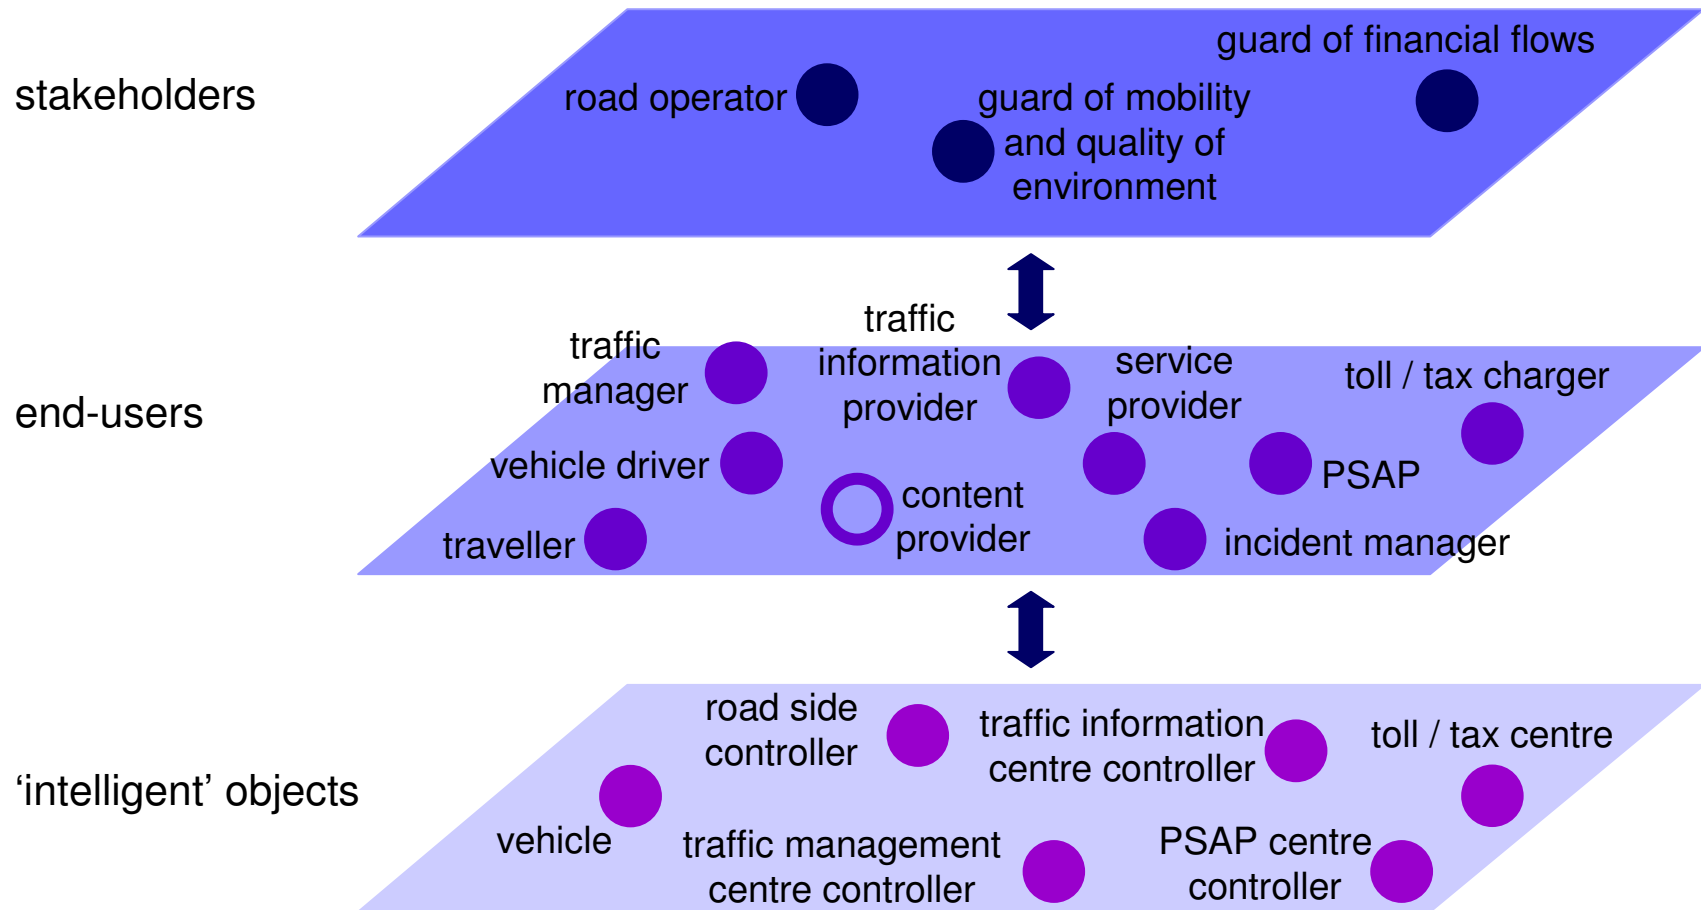 stakeholders
guard of financial flows
road operator
guard of mobility
and quality of
environment
end-users
traffic
manager
traffic
information
provider
service
provider
toll / tax charger
vehicle driver
content
provider
PSAP
traveller
incident manager
‘intelligent’ objects
road side
controller
traffic information
centre controller
toll / tax centre
vehicle
traffic management
centre controller
PSAP centre
controller